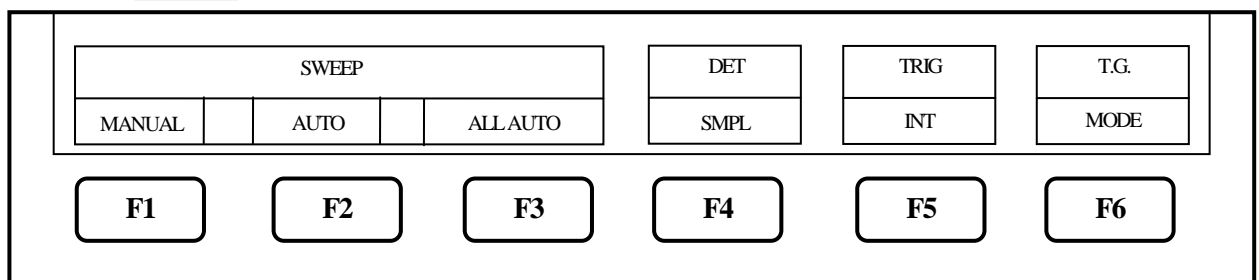 SWEEP DET TRIG T.G.
MANUAL AUTO ALL AUTO SMPL INT MODE
F1 F2 F3 F4 F5 F6